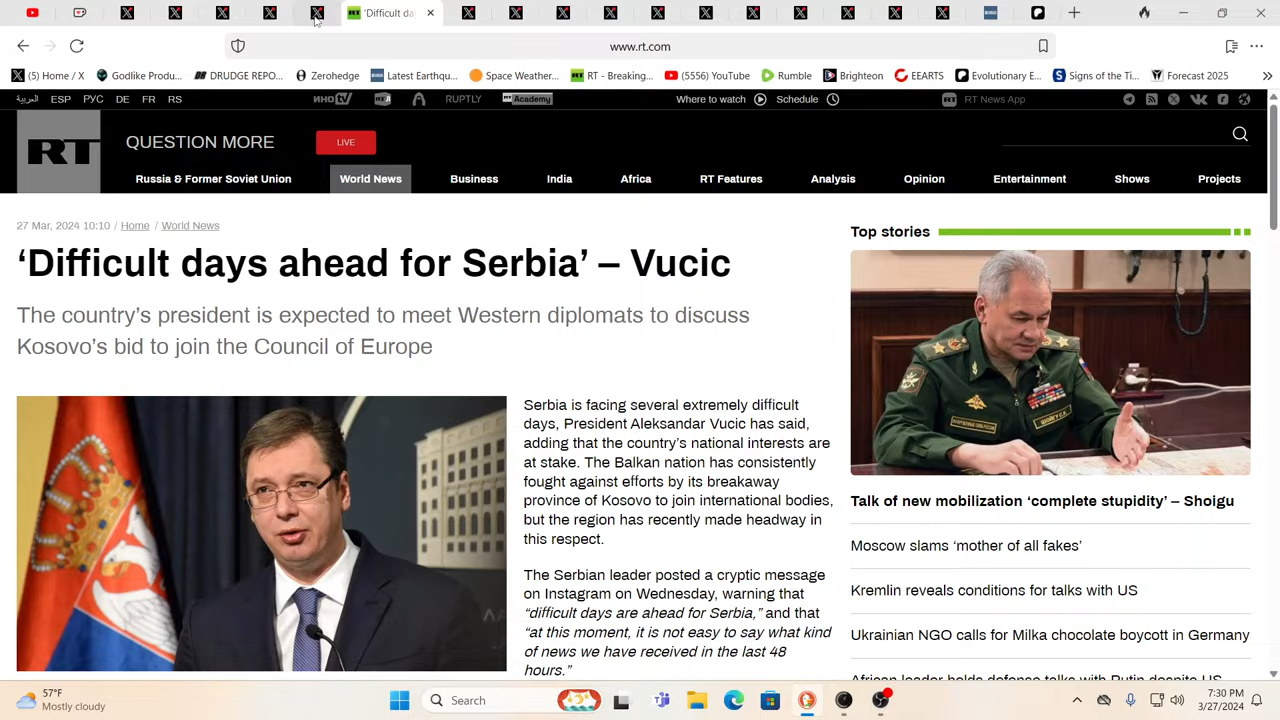 'Difficult da
www.rt.com
(5) Home / X
Godlike Produ...
DRUDGE REPO...
Zerohedge
Latest Earthqu...
Space Weather...
RT - Breaking...
(5556) YouTube
Rumble
Brighteon
EEARTS
Evolutionary E...
Signs of the Ti...
Forecast 2025
العربية ESP РУС DE FR RS
ИНОTV
RUPTLY
Academy
Where to watch
Schedule
RT News App
RT
QUESTION MORE
LIVE
Russia & Former Soviet Union
World News
Business
India
Africa
RT Features
Analysis
Opinion
Entertainment
Shows
Projects
27 Mar, 2024 10:10 / Home / World News
‘Difficult days ahead for Serbia’ – Vucic
The country’s president is expected to meet Western diplomats to discuss
Kosovo’s bid to join the Council of Europe
Serbia is facing several extremely difficult
days, President Aleksandar Vucic has said,
adding that the country’s national interests are
at stake. The Balkan nation has consistently
fought against efforts by its breakaway
province of Kosovo to join international bodies,
but the region has recently made headway in
this respect.
The Serbian leader posted a cryptic message
on Instagram on Wednesday, warning that
“difficult days are ahead for Serbia,” and that
“at this moment, it is not easy to say what kind
of news we have received in the last 48
hours.”
Top stories
Talk of new mobilization ‘complete stupidity’ – Shoigu
Moscow slams ‘mother of all fakes’
Kremlin reveals conditions for talks with US
Ukrainian NGO calls for Milka chocolate boycott in Germany
African leader holds defense talks with Putin despite US
57°F
Mostly cloudy
Search
7:30 PM
3/27/2024